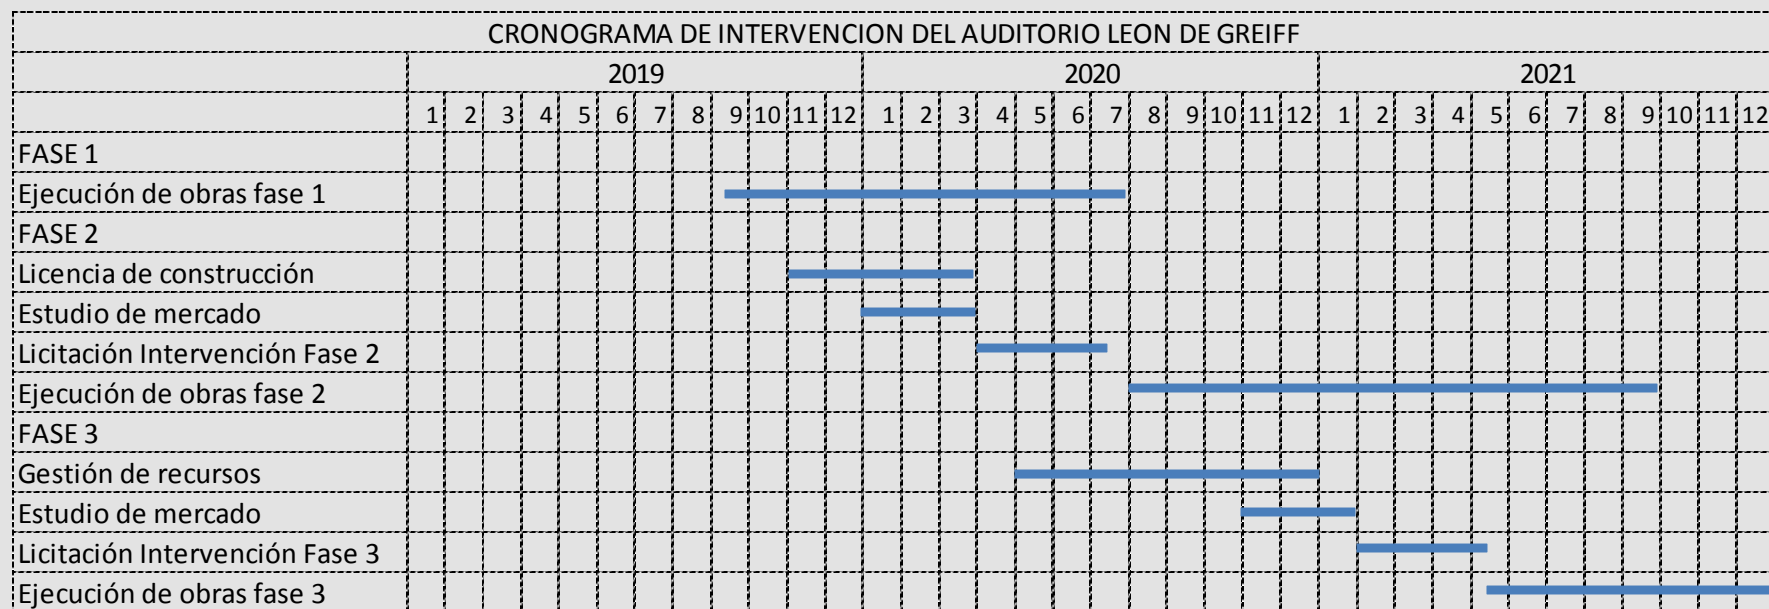 CRONOGRAMA DE INTERVENCION DEL AUDITORIO LEON DE GREIFF
2019 2020 2021
1 2 3 4 5 6 7 8 9 10 11 12 1 2 3 4 5 6 7 8 9 10 11 12 1 2 3 4 5 6 7 8 9 10 11 12
FASE 1
Ejecución de obras fase 1
FASE 2
Licencia de construcción
Estudio de mercado
Licitación Intervención Fase 2
Ejecución de obras fase 2
FASE 3
Gestión de recursos
Estudio de mercado
Licitación Intervención Fase 3
Ejecución de obras fase 3